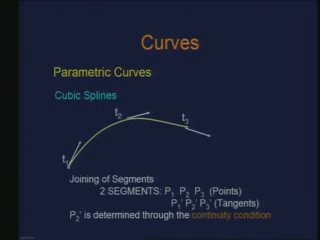 Curves
Parametric Curves
Cubic Splines
t₂
t₃
t₁
Joining of Segments
2 SEGMENTS: P₁ P₂ P₃ (Points)
P₁' P₂' P₃' (Tangents)
P₂' is determined through the continuity condition